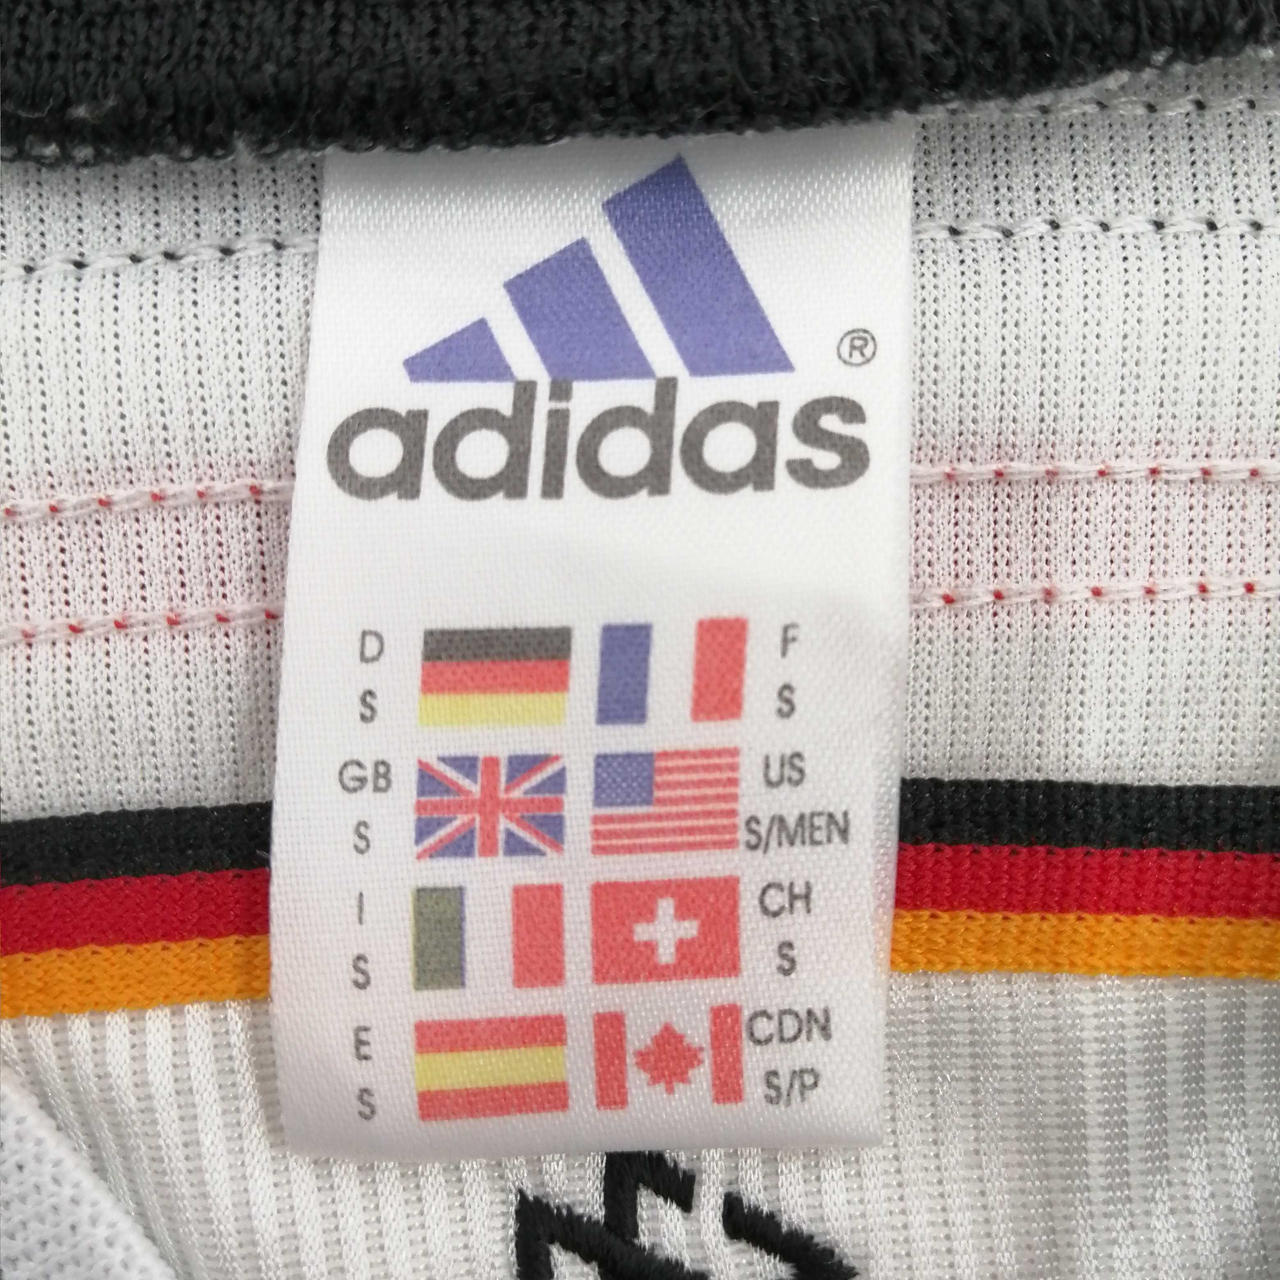 adidas ®
D F
S S
GB US
S S/MEN
I CH
S S
E CDN
S S/P